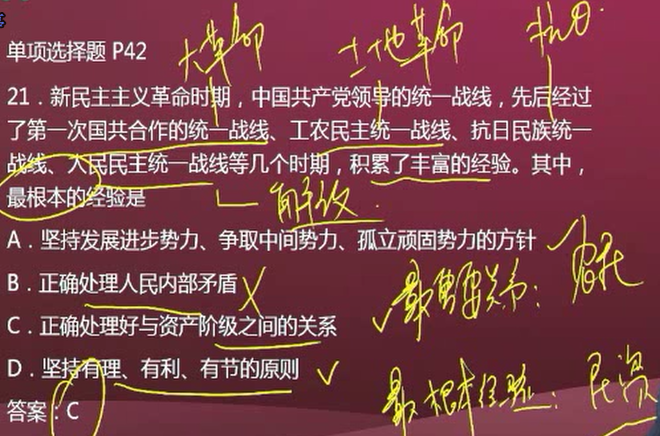 大革命 土地革命 抗日
单项选择题 P42
21．新民主主义革命时期，中国共产党领导的统一战线，先后经过
了第一次国共合作的统一战线、工农民主统一战线、抗日民族统一
战线、人民民主统一战线等几个时期，积累了丰富的经验。其中，
最根本的经验是
解放
A．坚持发展进步势力、争取中间势力、孤立顽固势力的方针
B．正确处理人民内部矛盾
最重要关系：
C．正确处理好与资产阶级之间的关系
D．坚持有理、有利、有节的原则
最根本经验：民资
答案：C